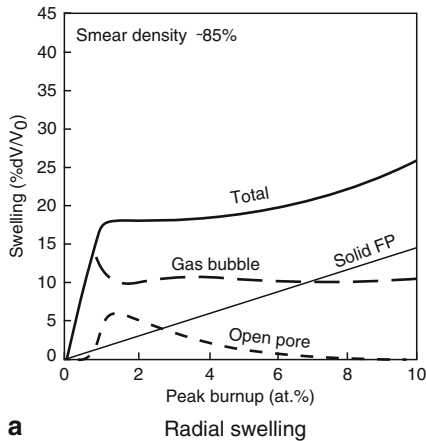 45
Smear density ~85%
40
35
30
25
20
15
10
5
0
Swelling (%dV/V0)
Total
Solid FP
Gas bubble
Open pore
0 2 4 6 8 10
Peak burnup (at.%)
a Radial swelling